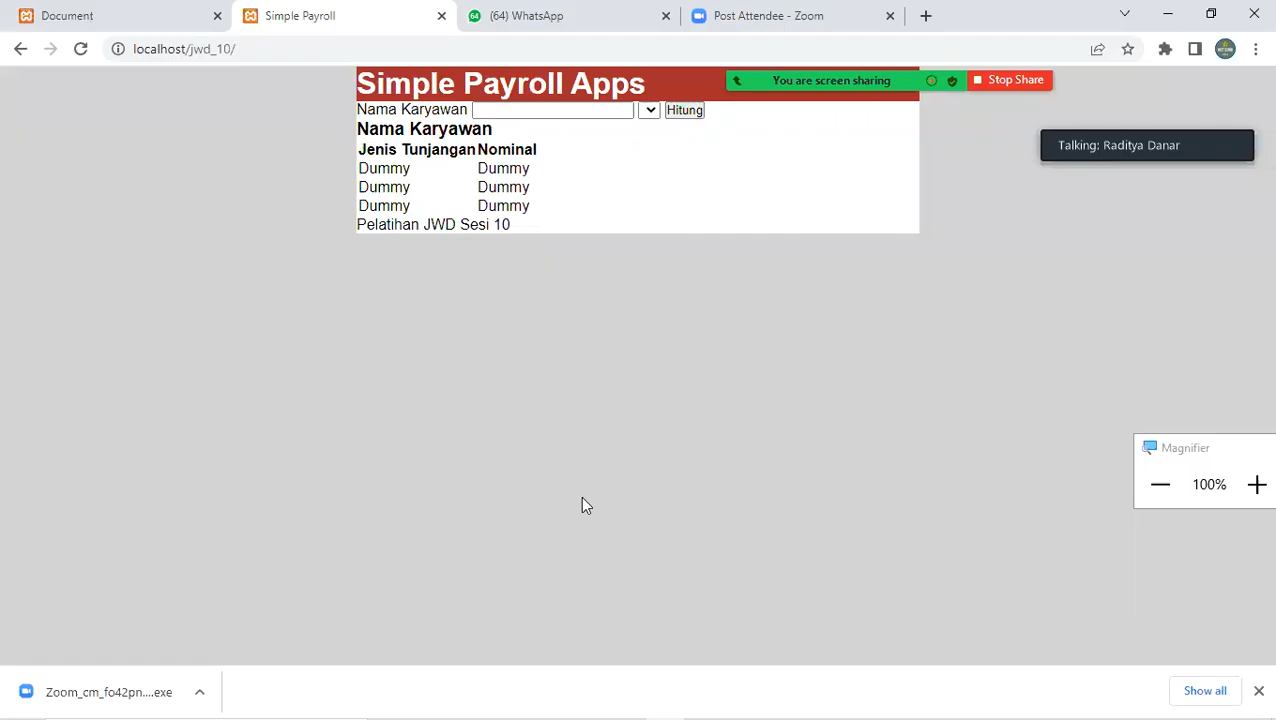 Document
Simple Payroll
64
(64) WhatsApp
Post Attendee - Zoom
localhost/jwd_10/
Simple Payroll Apps
You are screen sharing
Stop Share
Nama Karyawan
Hitung
Nama Karyawan
Jenis Tunjangan Nominal
Dummy Dummy
Dummy Dummy
Dummy Dummy
Pelatihan JWD Sesi 10
Talking: Raditya Danar
Magnifier
100%
Zoom_cm_fo42pn....exe
Show all